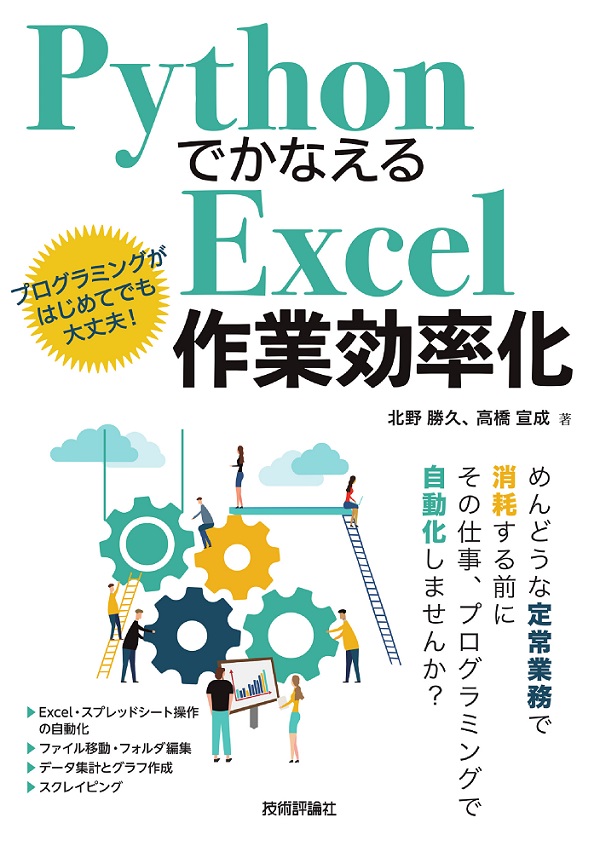 Python
でかなえる
Excel
作業効率化
プログラミングが
はじめてでも
大丈夫!
北野 勝久、高橋 宣成 著
めんどうな定常業務で
消耗する前に
その仕事、プログラミングで
自動化しませんか?
▶Excel・スプレッドシート操作
の自動化
▶ファイル移動・フォルダ編集
▶データ集計とグラフ作成
▶スクレイピング
技術評論社